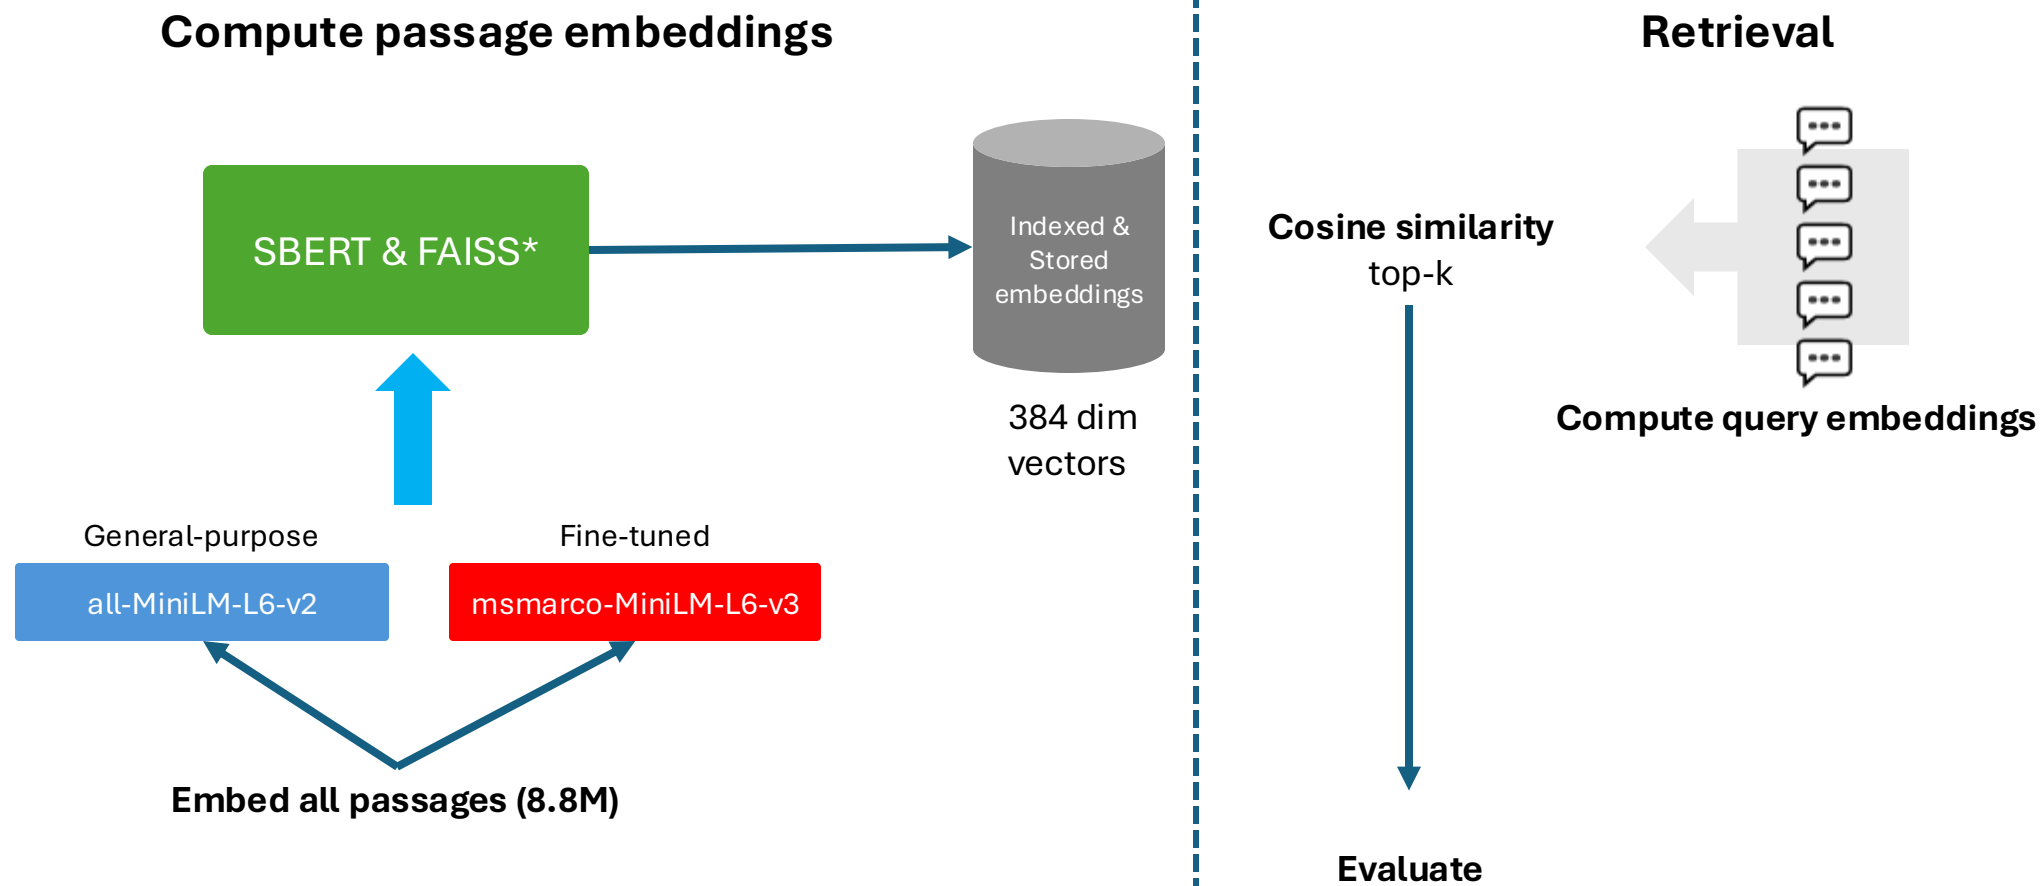 Compute passage embeddings
SBERT & FAISS*
Indexed &
Stored
embeddings
384 dim
vectors
General-purpose
all-MiniLM-L6-v2
Fine-tuned
msmarco-MiniLM-L6-v3
Embed all passages (8.8M)
Retrieval
Cosine similarity
top-k
Compute query embeddings
Evaluate